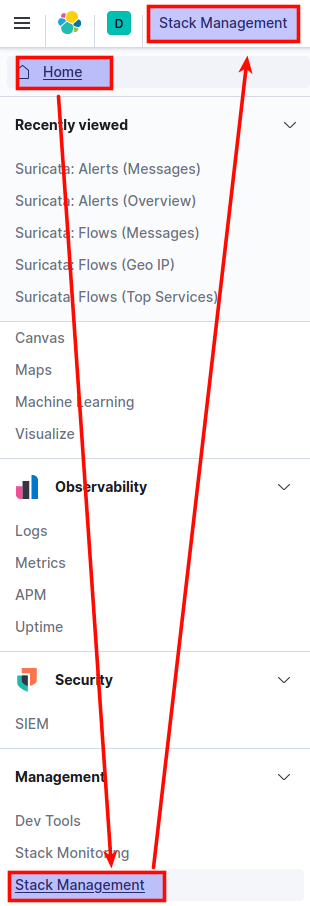 D
Stack Management
Home
Recently viewed
Suricata: Alerts (Messages)
Suricata: Alerts (Overview)
Suricata: Flows (Messages)
Suricata: Flows (Geo IP)
Suricata: Flows (Top Services)
Canvas
Maps
Machine Learning
Visualize
Observability
Logs
Metrics
APM
Uptime
Security
SIEM
Management
Dev Tools
Stack Monitoring
Stack Management